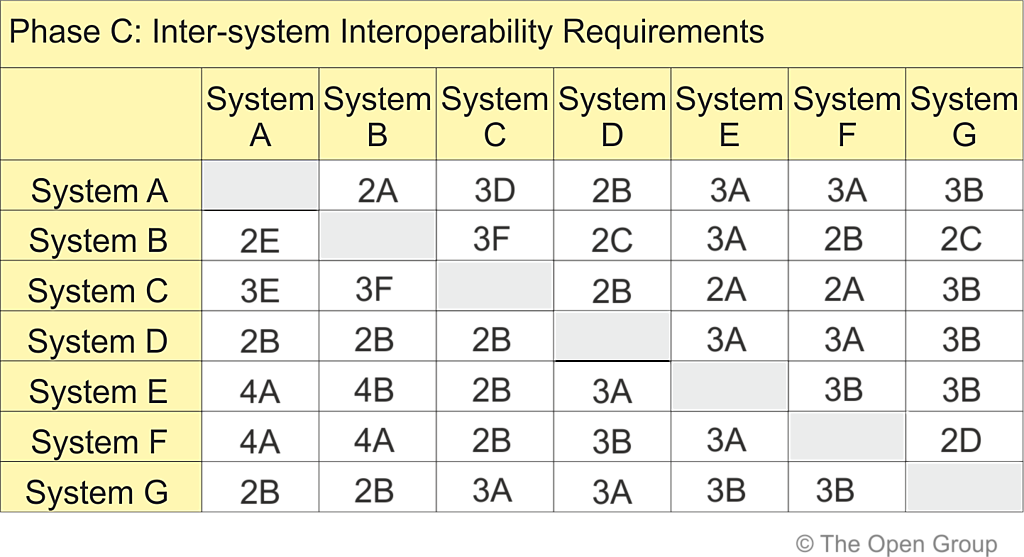 Phase C: Inter-system Interoperability Requirements
System A System B System C System D System E System F System G
System A 2A 3D 2B 3A 3A 3B
System B 2E 3F 2C 3A 2B 2C
System C 3E 3F 2B 2A 2A 3B
System D 2B 2B 2B 3A 3A 3B
System E 4A 4B 2B 3A 3B 3B
System F 4A 4A 2B 3B 3A 2D
System G 2B 2B 3A 3A 3B 3B
© The Open Group